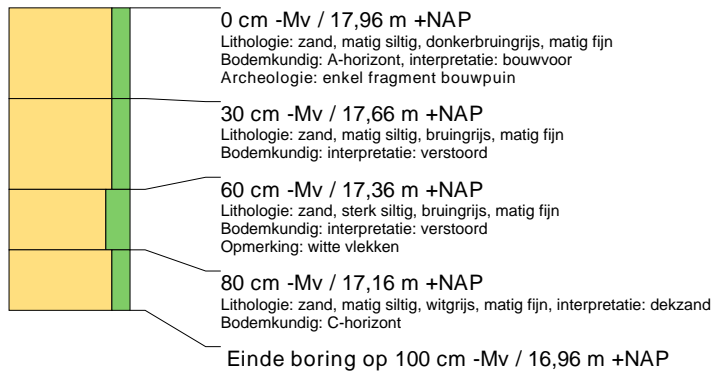 0 cm -Mv / 17,96 m +NAP
Lithologie: zand, matig siltig, donkerbruingrijs, matig fijn
Bodemkundig: A-horizont, interpretatie: bouwvoor
Archeologie: enkel fragment bouwpuin
30 cm -Mv / 17,66 m +NAP
Lithologie: zand, matig siltig, bruingrijs, matig fijn
Bodemkundig: interpretatie: verstoord
60 cm -Mv / 17,36 m +NAP
Lithologie: zand, sterk siltig, bruingrijs, matig fijn
Bodemkundig: interpretatie: verstoord
Opmerking: witte vlekken
80 cm -Mv / 17,16 m +NAP
Lithologie: zand, matig siltig, witgrijs, matig fijn, interpretatie: dekzand
Bodemkundig: C-horizont
Einde boring op 100 cm -Mv / 16,96 m +NAP